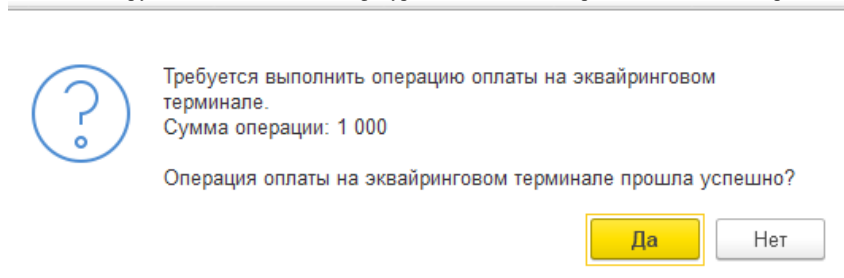 Требуется выполнить операцию оплаты на эквайринговом
терминале.
Сумма операции: 1 000
Операция оплаты на эквайринговом терминале прошла успешно?
Да
Нет